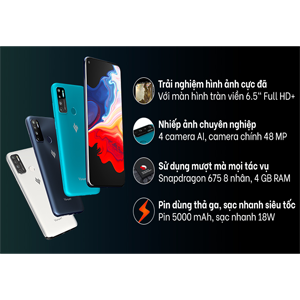 Trải nghiệm hình ảnh cực đã
Với màn hình tràn viền 6.5" Full HD+
Nhiếp ảnh chuyên nghiệp
4 camera AI, camera chính 48 MP
Sử dụng mượt mà mọi tác vụ
Snapdragon 675 8 nhân, 4 GB RAM
Pin dùng thả ga, sạc nhanh siêu tốc
Pin 5000 mAh, sạc nhanh 18W